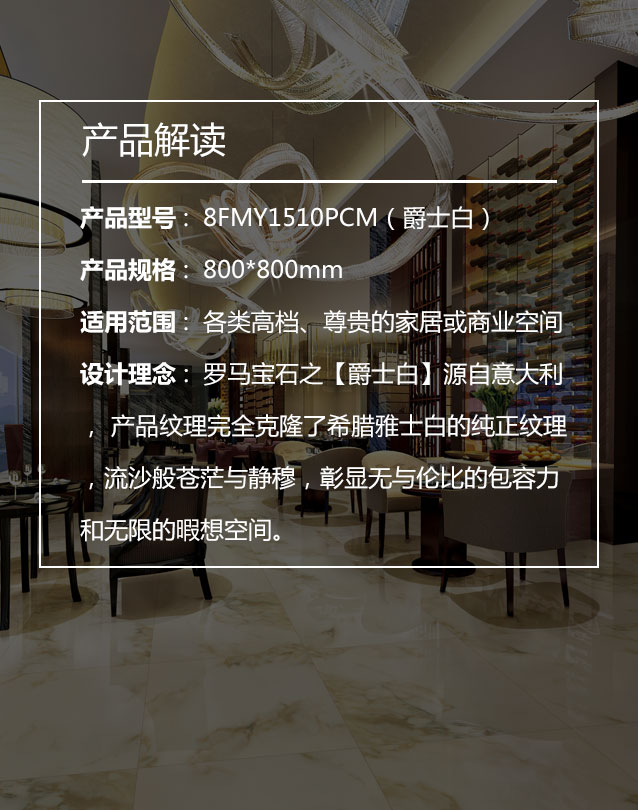 产品解读
产品型号： 8FMY1510PCM（爵士白）
产品规格： 800*800mm
适用范围： 各类高档、尊贵的家居或商业空间
设计理念： 罗马宝石之【爵士白】源自意大利
， 产品纹理完全克隆了希腊雅士白的纯正纹理
，流沙般苍茫与静穆，彰显无与伦比的包容力
和无限的暇想空间。